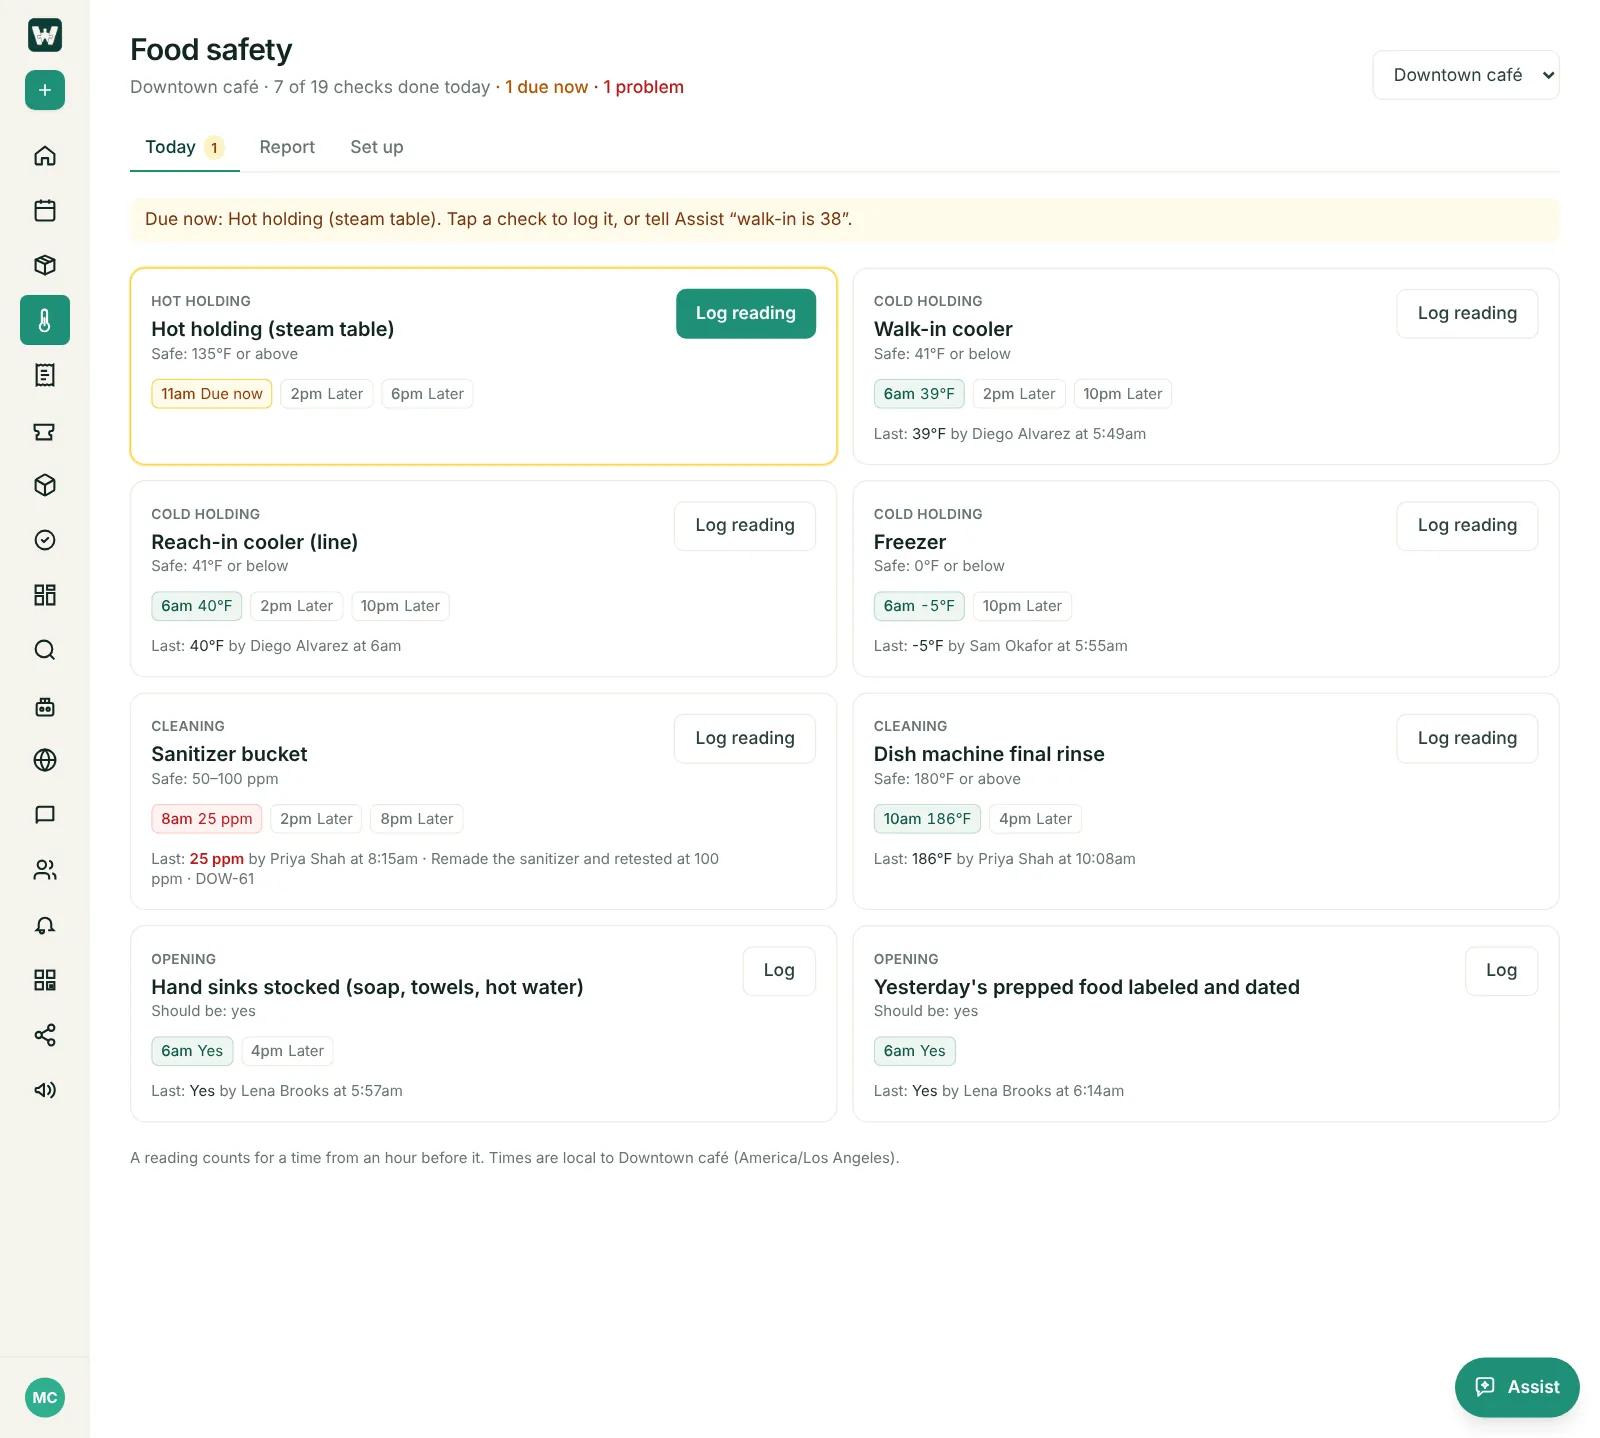 W
+
Food safety
Downtown café · 7 of 19 checks done today · 1 due now · 1 problem
Downtown café
Today 1
Report
Set up
Due now: Hot holding (steam table). Tap a check to log it, or tell Assist “walk-in is 38”.
HOT HOLDING
Hot holding (steam table)
Safe: 135°F or above
Log reading
11am Due now
2pm Later
6pm Later
COLD HOLDING
Walk-in cooler
Safe: 41°F or below
Log reading
6am 39°F
2pm Later
10pm Later
Last: 39°F by Diego Alvarez at 5:49am
COLD HOLDING
Reach-in cooler (line)
Safe: 41°F or below
Log reading
6am 40°F
2pm Later
10pm Later
Last: 40°F by Diego Alvarez at 6am
COLD HOLDING
Freezer
Safe: 0°F or below
Log reading
6am -5°F
10pm Later
Last: -5°F by Sam Okafor at 5:55am
CLEANING
Sanitizer bucket
Safe: 50–100 ppm
Log reading
8am 25 ppm
2pm Later
8pm Later
Last: 25 ppm by Priya Shah at 8:15am · Remade the sanitizer and retested at 100
ppm · DOW-61
CLEANING
Dish machine final rinse
Safe: 180°F or above
Log reading
10am 186°F
4pm Later
Last: 186°F by Priya Shah at 10:08am
OPENING
Hand sinks stocked (soap, towels, hot water)
Should be: yes
Log
6am Yes
4pm Later
Last: Yes by Lena Brooks at 5:57am
OPENING
Yesterday's prepped food labeled and dated
Should be: yes
Log
6am Yes
Last: Yes by Lena Brooks at 6:14am
A reading counts for a time from an hour before it. Times are local to Downtown café (America/Los Angeles).
MC
Assist